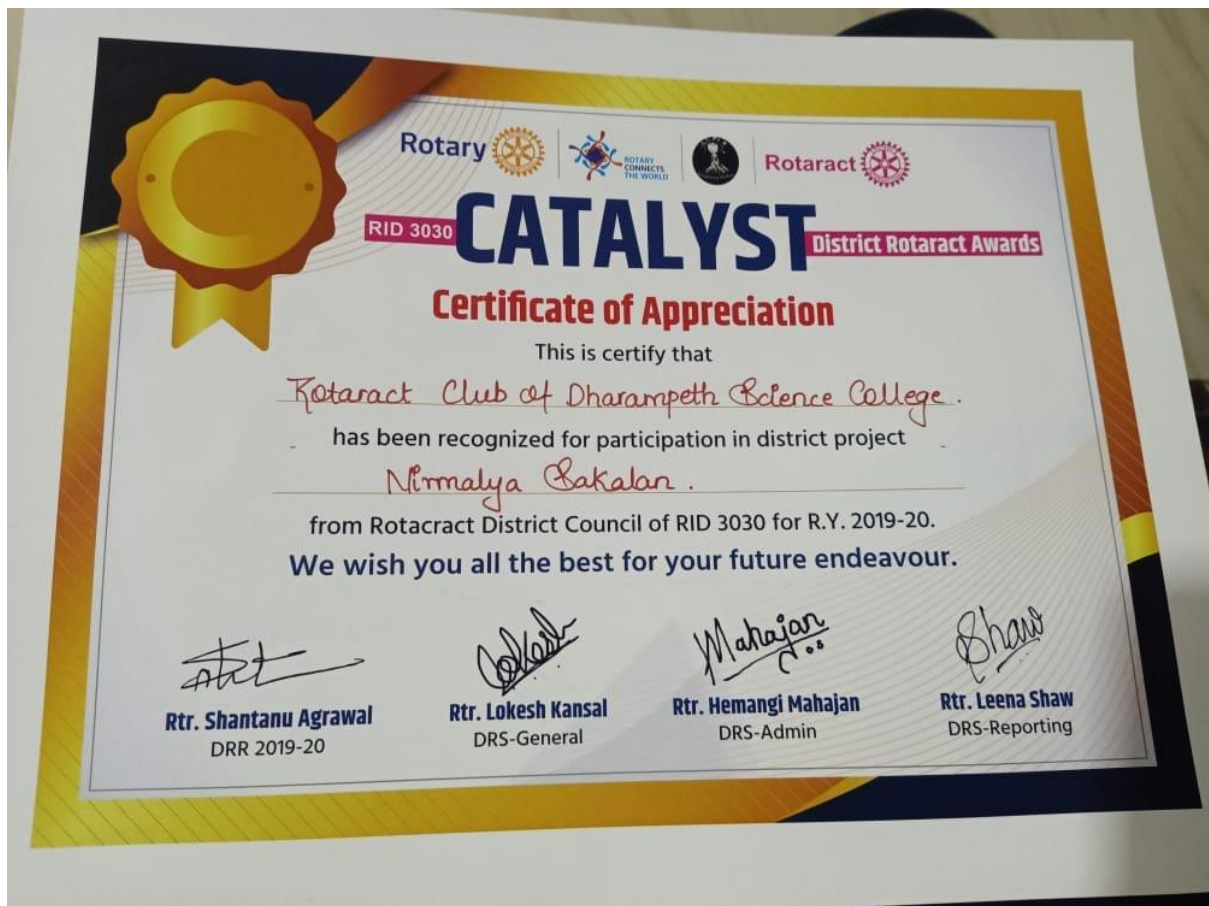 Rotary
ROTARY
CONNECTS
THE WORLD
Rotaract
RID 3030 CATALYST District Rotaract Awards
Certificate of Appreciation
This is certify that
Rotaract Club of Dharampeth Science College.
has been recognized for participation in district project
Nirmalya Sakalan.
from Rotacract District Council of RID 3030 for R.Y. 2019-20.
We wish you all the best for your future endeavour.
Lokesh Mahajan Shaw
Rtr. Shantanu Agrawal Rtr. Lokesh Kansal Rtr. Hemangi Mahajan Rtr. Leena Shaw
DRR 2019-20 DRS-General DRS-Admin DRS-Reporting